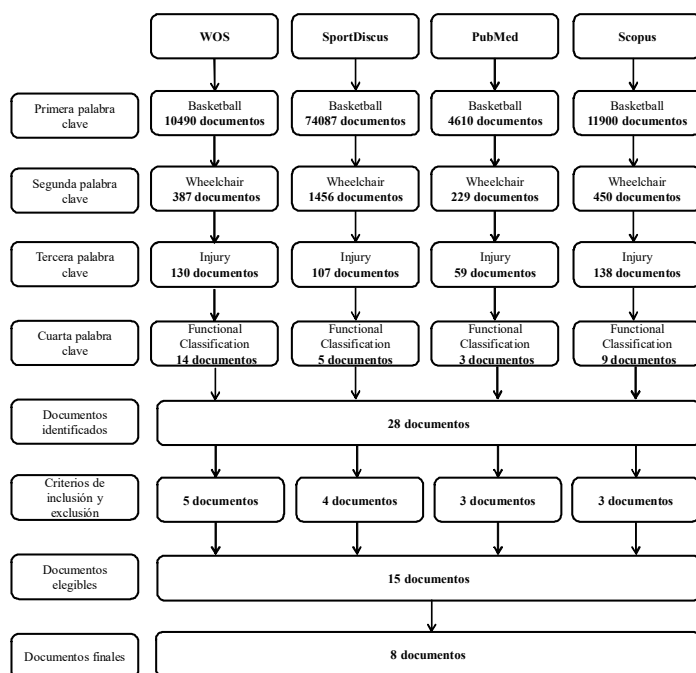 WOS
SportDiscus
PubMed
Scopus
Primera palabra
clave
Basketball
10490 documentos
Basketball
74087 documentos
Basketball
4610 documentos
Basketball
11900 documentos
Segunda palabra
clave
Wheelchair
387 documentos
Wheelchair
1456 documentos
Wheelchair
229 documentos
Wheelchair
450 documentos
Tercera palabra
clave
Injury
130 documentos
Injury
107 documentos
Injury
59 documentos
Injury
138 documentos
Cuarta palabra
clave
Functional
Classification
14 documentos
Functional
Classification
5 documentos
Functional
Classification
3 documentos
Functional
Classification
9 documentos
Documentos
identificados
28 documentos
Criterios de
inclusión y
exclusión
5 documentos
4 documentos
3 documentos
3 documentos
Documentos
elegibles
15 documentos
Documentos finales
8 documentos